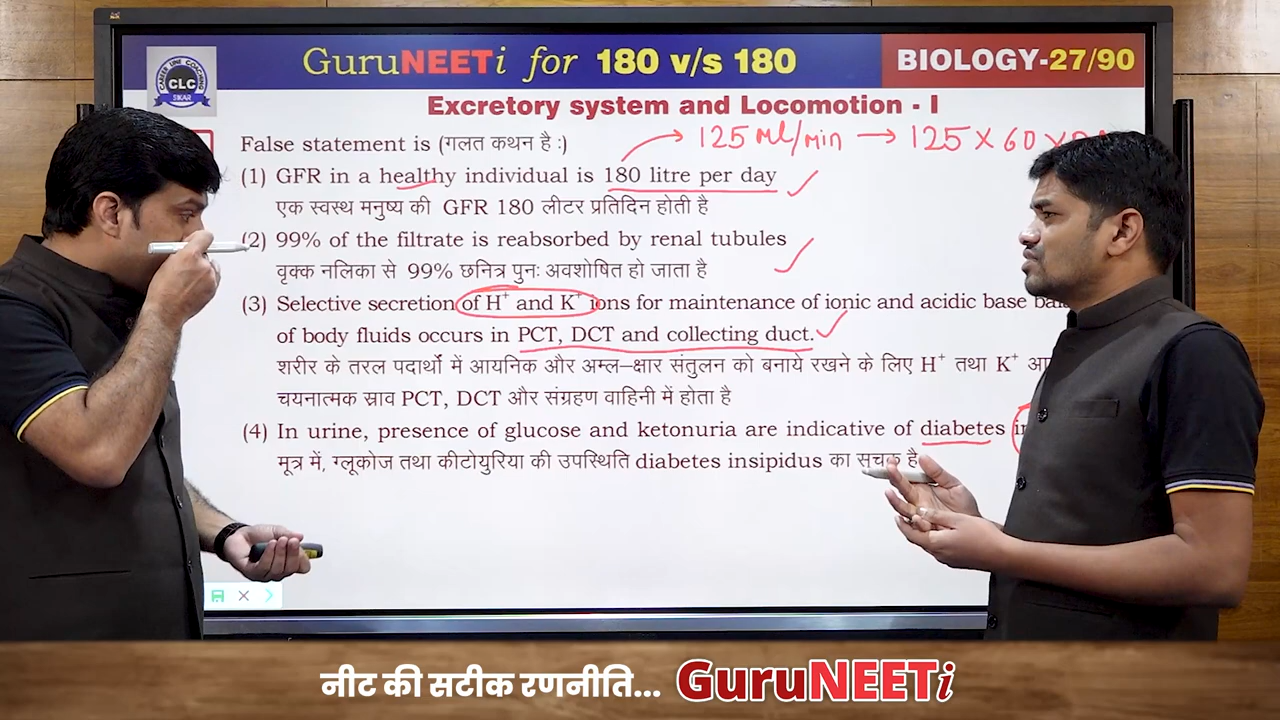 GuruNEETi for 180 v/s 180
BIOLOGY-27/90
CLC
SIKAR
Excretory system and Locomotion - I
False statement is (गलत कथन है :)
125 ml/min → 125 X 60 X
(1) GFR in a healthy individual is 180 litre per day
एक स्वस्थ मनुष्य की GFR 180 लीटर प्रतिदिन होती है
(2) 99% of the filtrate is reabsorbed by renal tubules
वृक्क नलिका से 99% छनित्र पुनः अवशोषित हो जाता है
(3) Selective secretion of H⁺ and K⁺ ions for maintenance of ionic and acidic base
of body fluids occurs in PCT, DCT and collecting duct.
शरीर के तरल पदार्थों में आयनिक और अम्ल–क्षार संतुलन को बनाये रखने के लिए H⁺ तथा K⁺
चयनात्मक स्राव PCT, DCT और संग्रहण वाहिनी में होता है
(4) In urine, presence of glucose and ketonuria are indicative of diabetes
मूत्र में, ग्लूकोज तथा कीटोयुरिया की उपस्थिति diabetes insipidus का सूचक है
नीट की सटीक रणनीति... GuruNEETi